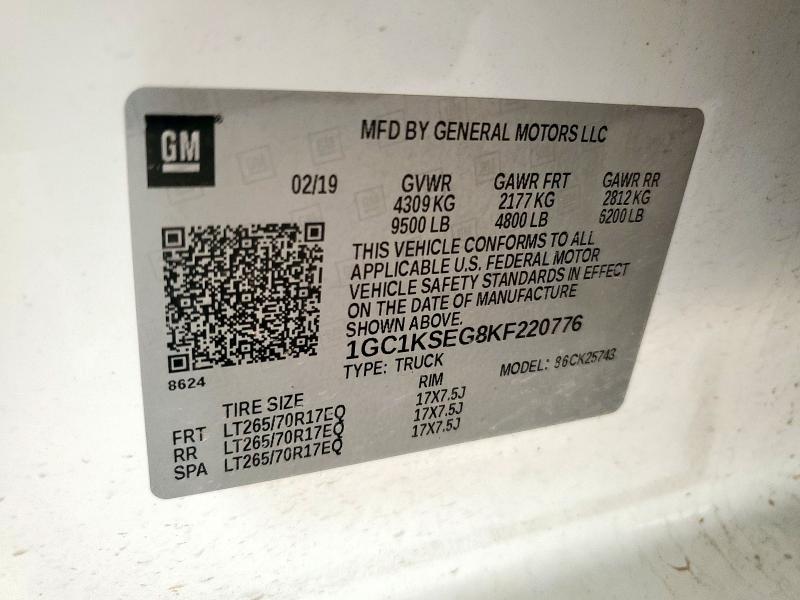 GM
MFD BY GENERAL MOTORS LLC
02/19 GVWR GAWR FRT GAWR RR
4309 KG 2177 KG 2812 KG
9500 LB 4800 LB 6200 LB
THIS VEHICLE CONFORMS TO ALL
APPLICABLE U.S. FEDERAL MOTOR
VEHICLE SAFETY STANDARDS IN EFFECT
ON THE DATE OF MANUFACTURE
SHOWN ABOVE.
1GC1KSEG8KF220776
8624 TYPE: TRUCK MODEL: 86CK25743
TIRE SIZE RIM
FRT LT265/70R17EQ 17X7.5J
RR LT265/70R17EQ 17X7.5J
SPA LT265/70R17EQ 17X7.5J